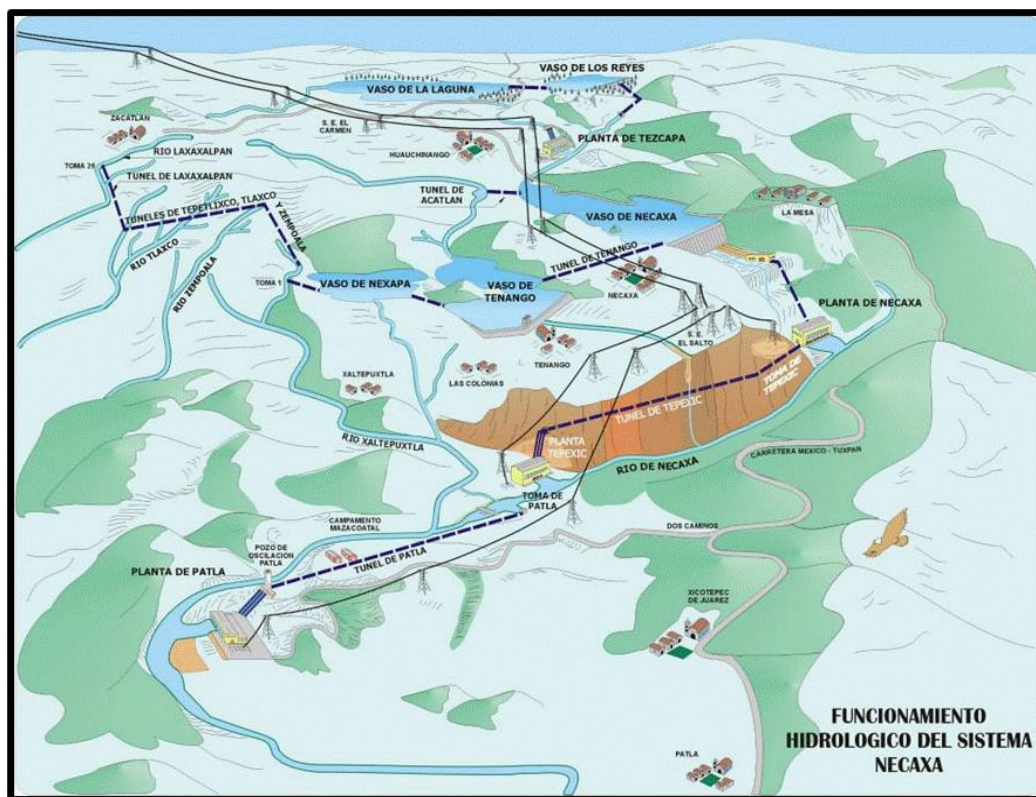 VASO DE LOS REYES
VASO DE LA LAGUNA
ZACATLAN
S. E. EL
CARMEN
PLANTA DE TEZCAPA
HUAUCHINANGO
RIO LAXAXALPAN
TOMA 26
TUNEL DE LAXAXALPAN
TUNEL DE
ACATLAN
LA MESA
TUNELES DE TEPETLIXCO, TLAXCO
Y ZEMPOALA
VASO DE NECAXA
RIO TLAXCO
RIO ZEMPOALA
TUNEL DE TENANGO
TOMA 1
VASO DE NEXAPA
VASO DE
TENANGO
NECAXA
PLANTA DE NECAXA
S. E.
EL SALTO
TENANGO
LAS COLONIAS
XALTEPUXTLA
TOMA DE
TEPEXIC
TUNEL DE TEPEXIC
RIO XALTEPUXTLA
PLANTA
TEPEXIC
RIO DE NECAXA
CARRETERA MEXICO - TUXPAN
TOMA DE
PATLA
CAMPAMENTO
MAZACOATAL
DOS CAMINOS
POZO DE
OSCILACION
PATLA
TUNEL DE PATLA
PLANTA DE PATLA
XICOTEPEC
DE JUAREZ
PATLA
FUNCIONAMIENTO
HIDROLOGICO DEL SISTEMA
NECAXA